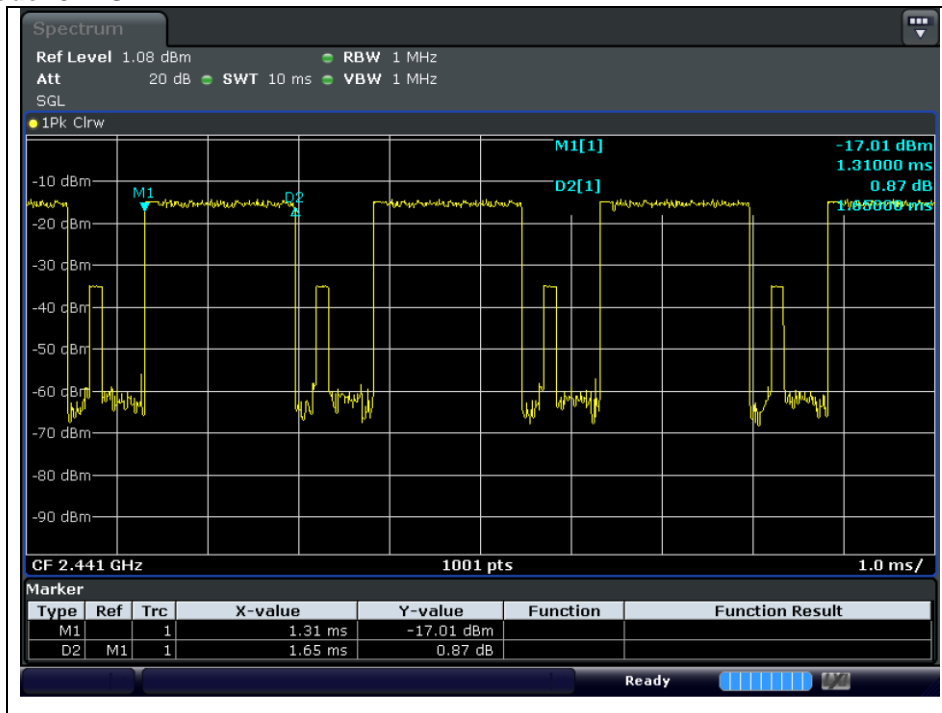 Spectrum
Ref Level 1.08 dBm RBW 1 MHz
Att 20 dB SWT 10 ms VBW 1 MHz
SGL
1Pk Clrw
M1[1] -17.01 dBm
1.31000 ms
D2[1] 0.87 dB
1.65000 ms
M1
D2
-10 dBm
-20 dBm
-30 dBm
-40 dBm
-50 dBm
-60 dBm
-70 dBm
-80 dBm
-90 dBm
CF 2.441 GHz 1001 pts 1.0 ms/
Marker
Type Ref Trc X-value Y-value Function Function Result
M1 1 1.31 ms -17.01 dBm
D2 M1 1 1.65 ms 0.87 dB
Ready